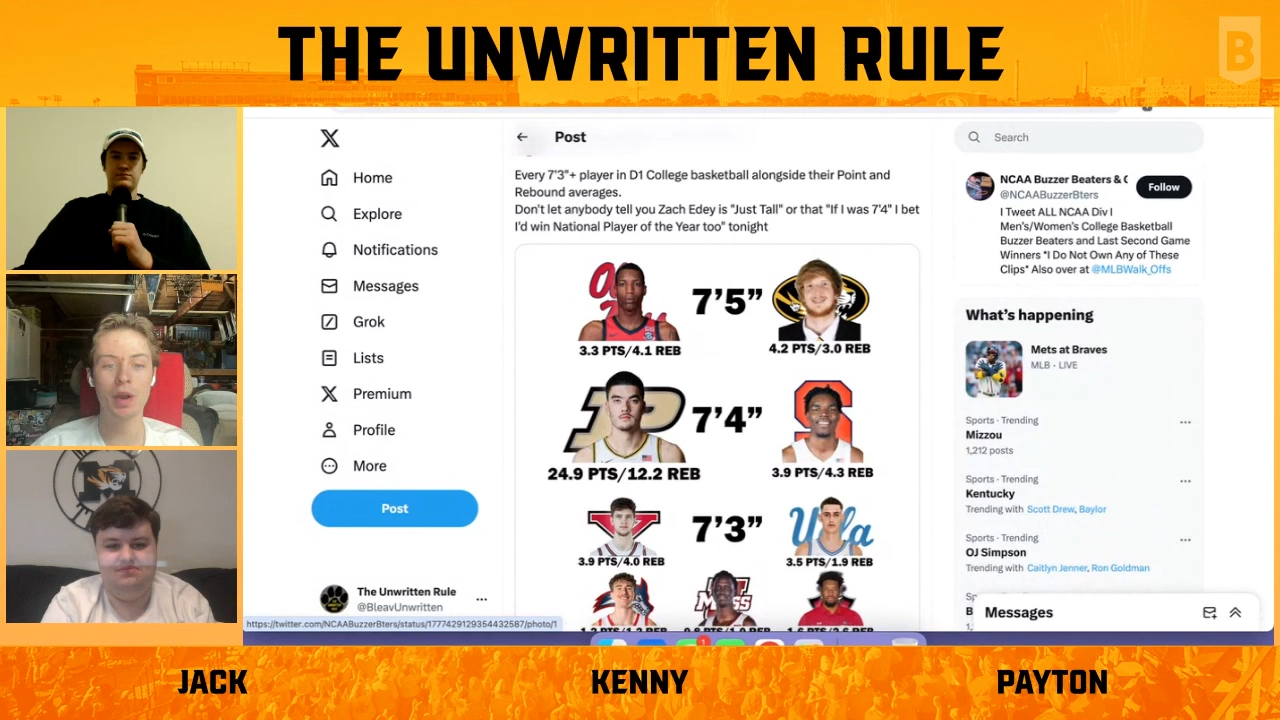 THE UNWRITTEN RULE
B
Post
Search
Home
Explore
Notifications
Messages
Grok
Lists
Premium
Profile
More
Post
The Unwritten Rule
@BleavUnwritten
https://twitter.com/NCAABuzzerBters/status/1777429129354432587/photo/1
Every 7'3"+ player in D1 College basketball alongside their Point and
Rebound averages.
Don't let anybody tell you Zach Edey is "Just Tall" or that "If I was 7'4" I bet
I'd win National Player of the Year too" tonight
7’5”
3.3 PTS/4.1 REB
4.2 PTS/3.0 REB
7’4”
24.9 PTS/12.2 REB
3.9 PTS/4.3 REB
7’3”
3.9 PTS/4.0 REB
3.5 PTS/1.9 REB
NCAA Buzzer Beaters &
@NCAABuzzerBters
Follow
I Tweet ALL NCAA Div I
Men's/Women's College Basketball
Buzzer Beaters and Last Second Game
Winners *I Do Not Own Any of These
Clips* Also over at @MLBWalk_Offs
What's happening
Mets at Braves
MLB · LIVE
Sports · Trending
Mizzou
1,212 posts
Sports · Trending
Kentucky
Trending with Scott Drew, Baylor
Sports · Trending
OJ Simpson
Trending with Caitlyn Jenner, Ron Goldman
Messages
JACK
KENNY
PAYTON